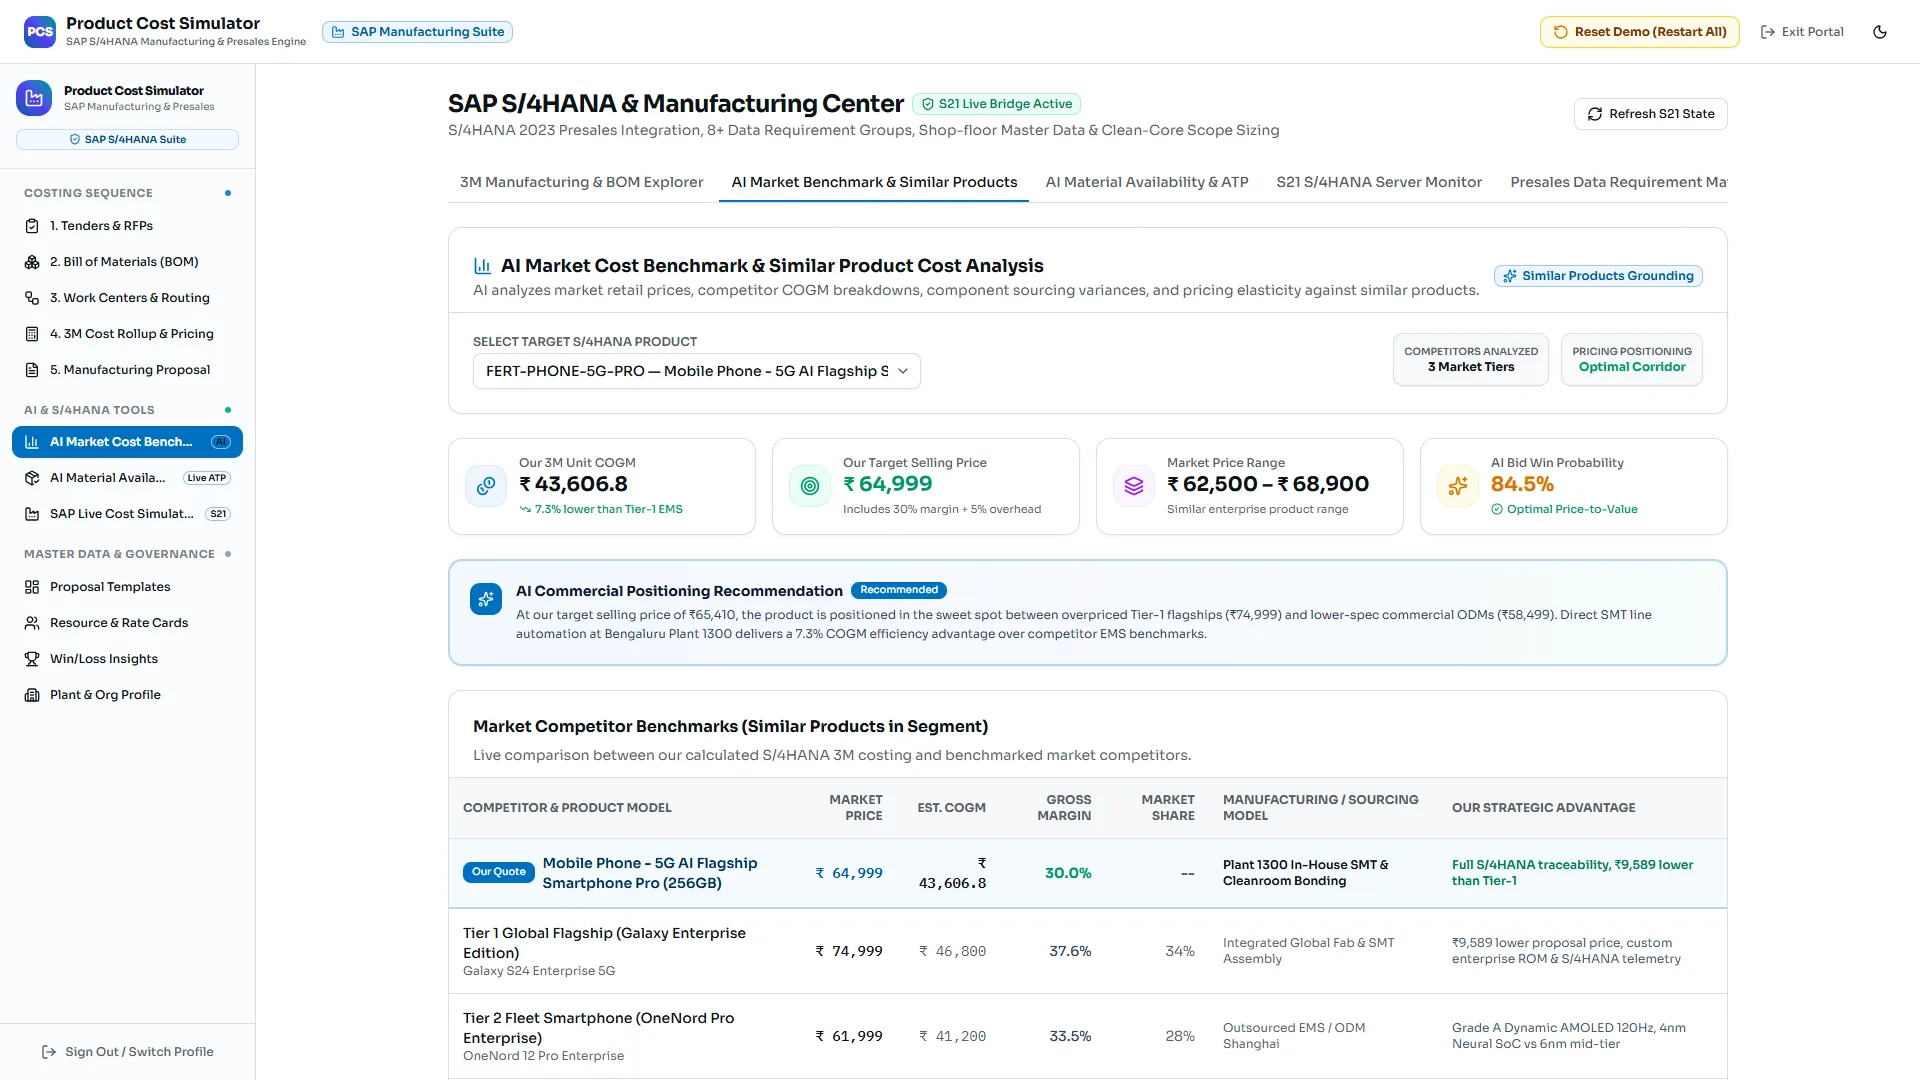 PCS
Product Cost Simulator
SAP S/4HANA Manufacturing & Presales Engine
SAP Manufacturing Suite
Reset Demo (Restart All)
Exit Portal
Product Cost Simulator
SAP Manufacturing & Presales
SAP S/4HANA Suite
COSTING SEQUENCE
1. Tenders & RFPs
2. Bill of Materials (BOM)
3. Work Centers & Routing
4. 3M Cost Rollup & Pricing
5. Manufacturing Proposal
AI & S/4HANA TOOLS
AI Market Cost Bench... AI
AI Material Availa... Live ATP
SAP Live Cost Simulat... S21
MASTER DATA & GOVERNANCE
Proposal Templates
Resource & Rate Cards
Win/Loss Insights
Plant & Org Profile
Sign Out / Switch Profile
SAP S/4HANA & Manufacturing Center
S21 Live Bridge Active
S/4HANA 2023 Presales Integration, 8+ Data Requirement Groups, Shop-floor Master Data & Clean-Core Scope Sizing
Refresh S21 State
3M Manufacturing & BOM Explorer
AI Market Benchmark & Similar Products
AI Material Availability & ATP
S21 S/4HANA Server Monitor
Presales Data Requirement Ma
AI Market Cost Benchmark & Similar Product Cost Analysis
AI analyzes market retail prices, competitor COGM breakdowns, component sourcing variances, and pricing elasticity against similar products.
Similar Products Grounding
SELECT TARGET S/4HANA PRODUCT
FERT-PHONE-5G-PRO — Mobile Phone - 5G AI Flagship S
COMPETITORS ANALYZED
3 Market Tiers
PRICING POSITIONING
Optimal Corridor
Our 3M Unit COGM
₹ 43,606.8
7.3% lower than Tier-1 EMS
Our Target Selling Price
₹ 64,999
Includes 30% margin + 5% overhead
Market Price Range
₹ 62,500 – ₹ 68,900
Similar enterprise product range
AI Bid Win Probability
84.5%
Optimal Price-to-Value
AI Commercial Positioning Recommendation
Recommended
At our target selling price of ₹65,410, the product is positioned in the sweet spot between overpriced Tier-1 flagships (₹74,999) and lower-spec commercial ODMs (₹58,499). Direct SMT line
automation at Bengaluru Plant 1300 delivers a 7.3% COGM efficiency advantage over competitor EMS benchmarks.
Market Competitor Benchmarks (Similar Products in Segment)
Live comparison between our calculated S/4HANA 3M costing and benchmarked market competitors.
COMPETITOR & PRODUCT MODEL
MARKET
PRICE
EST. COGM
GROSS
MARGIN
MARKET
SHARE
MANUFACTURING / SOURCING
MODEL
OUR STRATEGIC ADVANTAGE
Our Quote
Mobile Phone - 5G AI Flagship
Smartphone Pro (256GB)
₹ 64,999
₹
43,606.8
30.0%
--
Plant 1300 In-House SMT &
Cleanroom Bonding
Full S/4HANA traceability, ₹9,589 lower
than Tier-1
Tier 1 Global Flagship (Galaxy Enterprise
Edition)
Galaxy S24 Enterprise 5G
₹ 74,999
₹ 46,800
37.6%
34%
Integrated Global Fab & SMT
Assembly
₹9,589 lower proposal price, custom
enterprise ROM & S/4HANA telemetry
Tier 2 Fleet Smartphone (OneNord Pro
Enterprise)
OneNord 12 Pro Enterprise
₹ 61,999
₹ 41,200
33.5%
28%
Outsourced EMS / ODM
Shanghai
Grade A Dynamic AMOLED 120Hz, 4nm
Neural SoC vs 6nm mid-tier